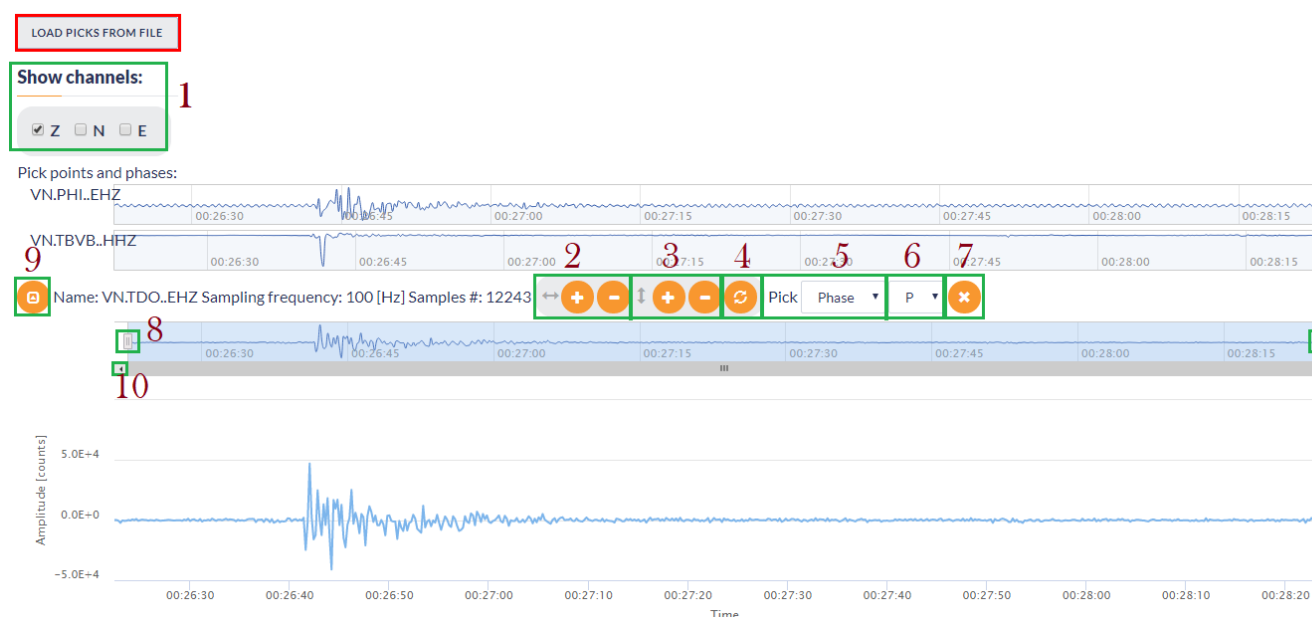 LOAD PICKS FROM FILE
Show channels:
1
Z N E
Pick points and phases:
VN.PHI..EHZ
00:26:30 00:26:45 00:27:00 00:27:15 00:27:30 00:27:45 00:28:00 00:28:15
VN.TBVB..HHZ
00:26:30 00:26:45 00:27:00 00:27:15 00:27:30 00:27:45 00:28:00 00:28:15
9 2 3 4 5 6 7
Name: VN.TDO..EHZ Sampling frequency: 100 [Hz] Samples #: 12243 Pick Phase P
8
00:26:30 00:26:45 00:27:00 00:27:15 00:27:30 00:27:45 00:28:00 00:28:15
10
Amplitude [counts]
5.0E+4
0.0E+0
−5.0E+4
00:26:30 00:26:40 00:26:50 00:27:00 00:27:10 00:27:20 00:27:30 00:27:40 00:27:50 00:28:00 00:28:10 00:28:20
Time